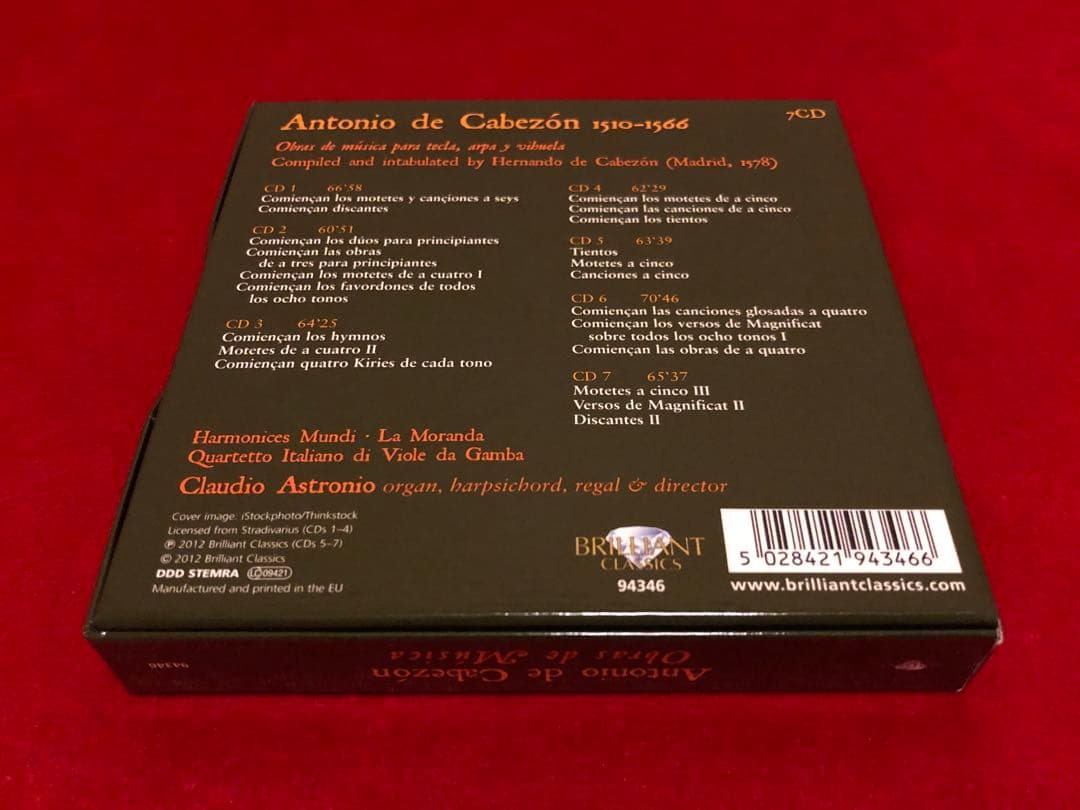 Antonio de Cabezón 1510-1566
7CD
Obras de música para tecla, arpa y vihuela
Compiled and intabulated by Hernando de Cabezón (Madrid, 1578)
CD 1 66'58
Comiençan los motetes y cançiones a seys
Comiençan discantes
CD 2 60'51
Comiençan los dúos para principiantes
Comiençan las obras
de a tres para principiantes
Comiençan los motetes de a cuatro I
Comiençan los favordones de todos
los ocho tonos
CD 3 64'25
Comiençan los hymnos
Motetes de a cuatro II
Comiençan quatro Kiries de cada tono
CD 4 62'29
Comiençan los motetes de a cinco
Comiençan las canciones de a cinco
Comiençan los tientos
CD 5 63'39
Tientos
Motetes a cinco
Canciones a cinco
CD 6 70'46
Comiençan las canciones glosadas a quatro
Comiençan los versos de Magnificat
sobre todos los ocho tonos I
Comiençan las obras de a quatro
CD 7 65'37
Motetes a cinco III
Versos de Magnificat II
Discantes II
Harmonices Mundi · La Moranda
Quartetto Italiano di Viole da Gamba
Claudio Astronio organ, harpsichord, regal & director
Cover image: iStockphoto/Thinkstock
Licensed from Stradivarius (CDs 1–4)
℗ 2012 Brilliant Classics (CDs 5–7)
© 2012 Brilliant Classics
DDD STEMRA LC 09421
Manufactured and printed in the EU
BRILLIANT
CLASSICS
94346
5 028421 943466
www.brilliantclassics.com
94346
Antonio de Cabezón
Obras de Música